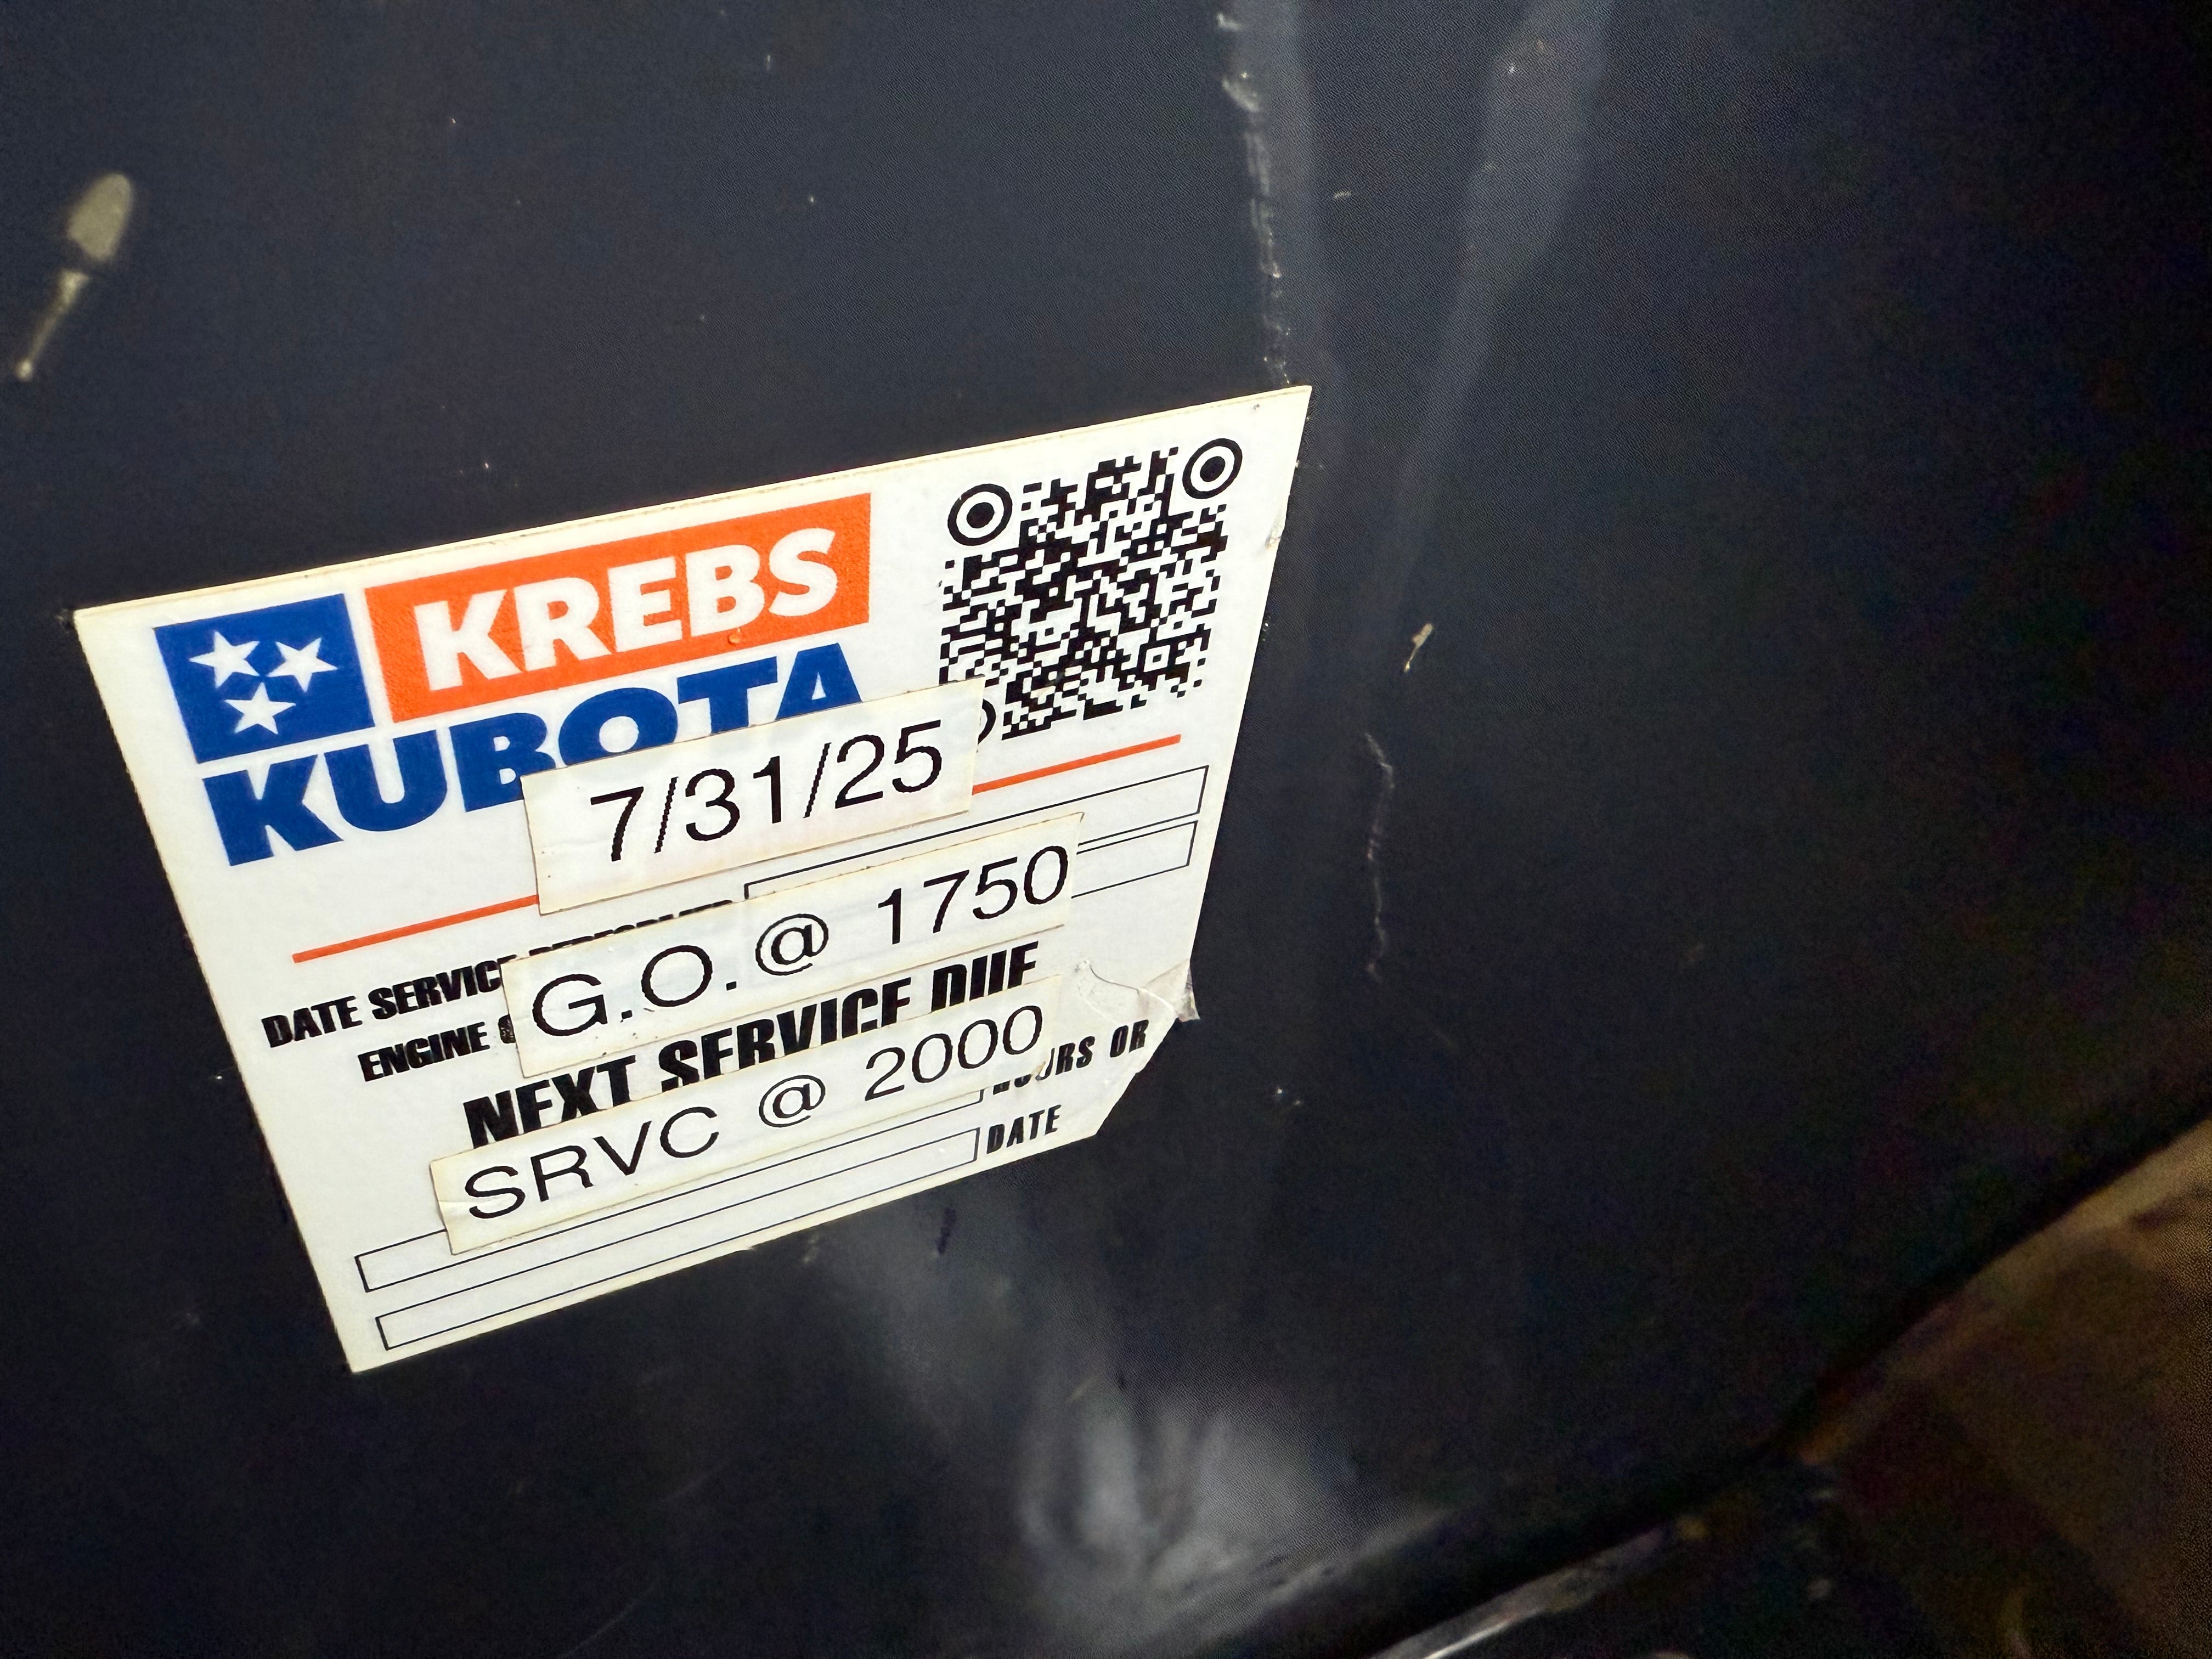 KREBS
KUBOTA
7/31/25
DATE SERVICE
G.O. @ 1750
ENGINE
NEXT SERVICE DUE
SRVC @ 2000
HOURS OR
DATE